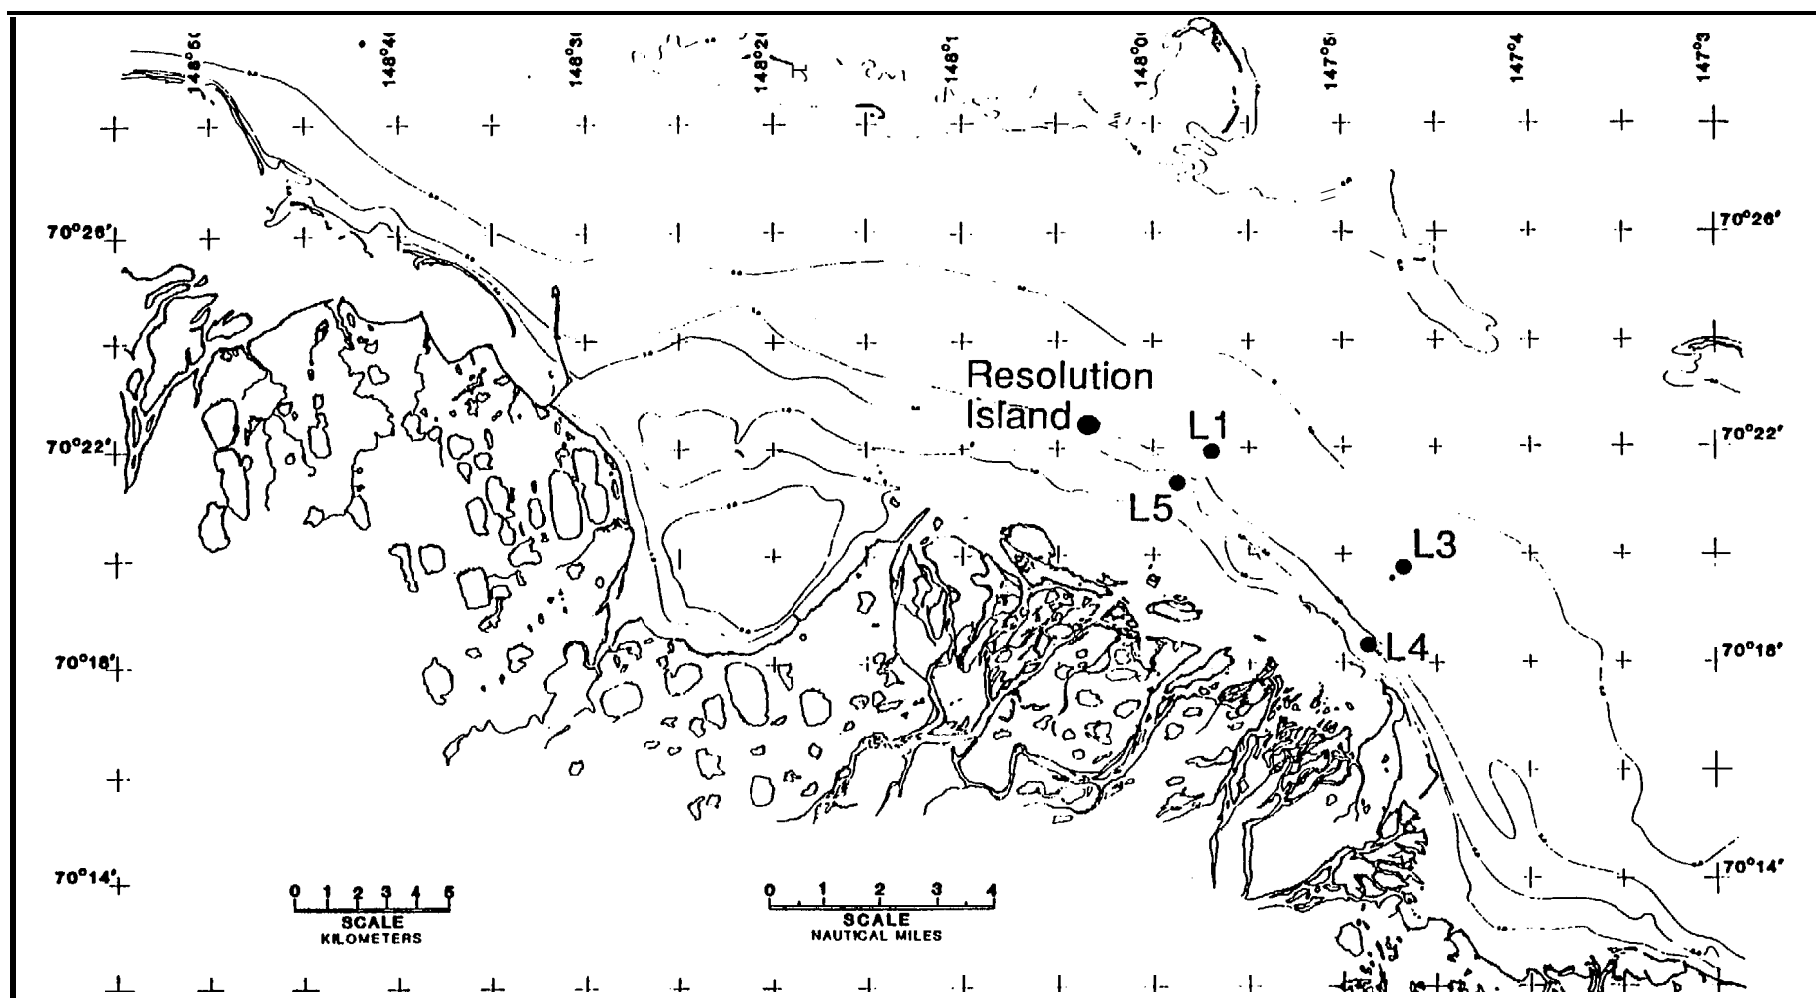 148°5
148°4
148°3
148°2
148°1
148°0
147°5
147°4
147°3
70°26' 70°26'
Resolution
Island
L1
70°22' 70°22'
L5
L3
L4
70°18' 70°18'
70°14' 70°14'
0 1 2 3 4 5
SCALE
KILOMETERS
0 1 2 3 4
SCALE
NAUTICAL MILES